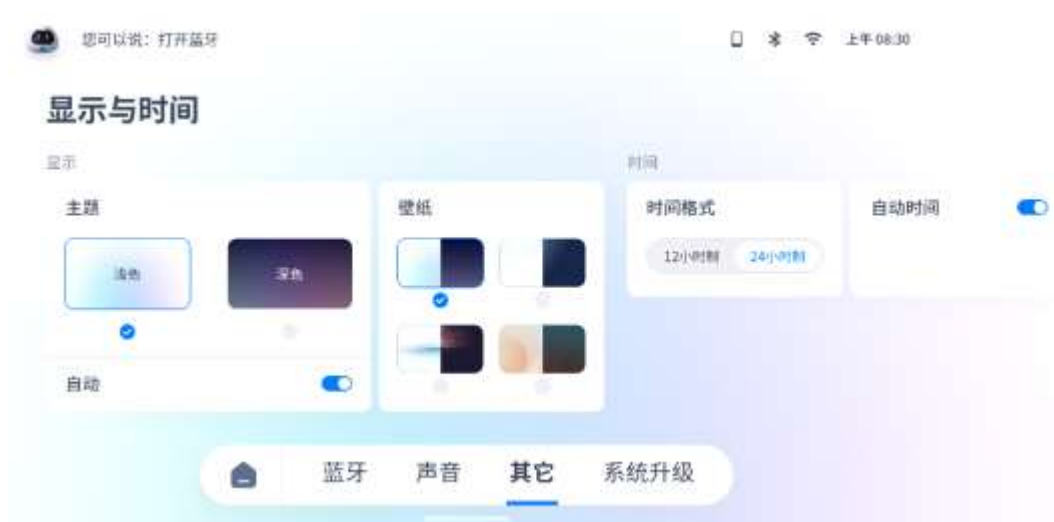 您可以说：打开蓝牙
上午 08:30
显示与时间
显示
主题
浅色
深色
自动
壁纸
时间
时间格式
12小时制 24小时制
自动时间
蓝牙 声音 其它 系统升级